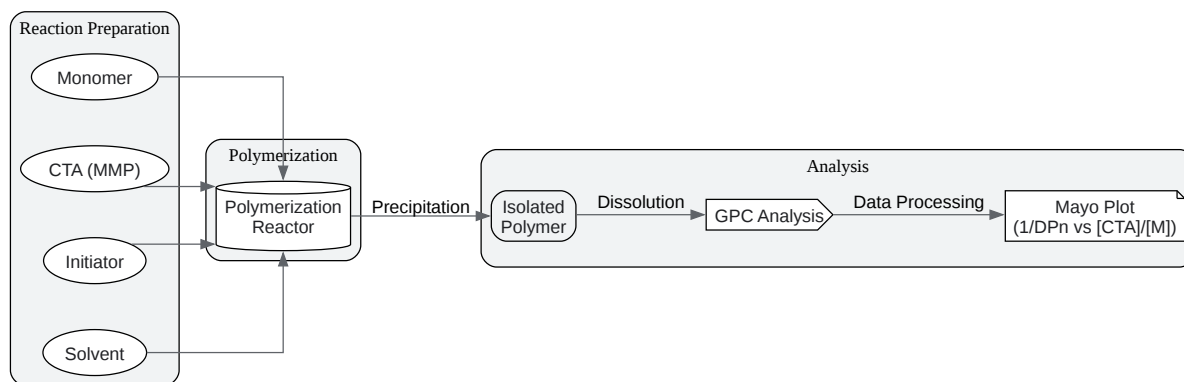 Reaction Preparation
Monomer
CTA (MMP)
Initiator
Solvent
Polymerization
Polymerization
Reactor
Precipitation
Analysis
Isolated
Polymer
Dissolution
GPC Analysis
Data Processing
Mayo Plot
(1/DPn vs [CTA]/[M])